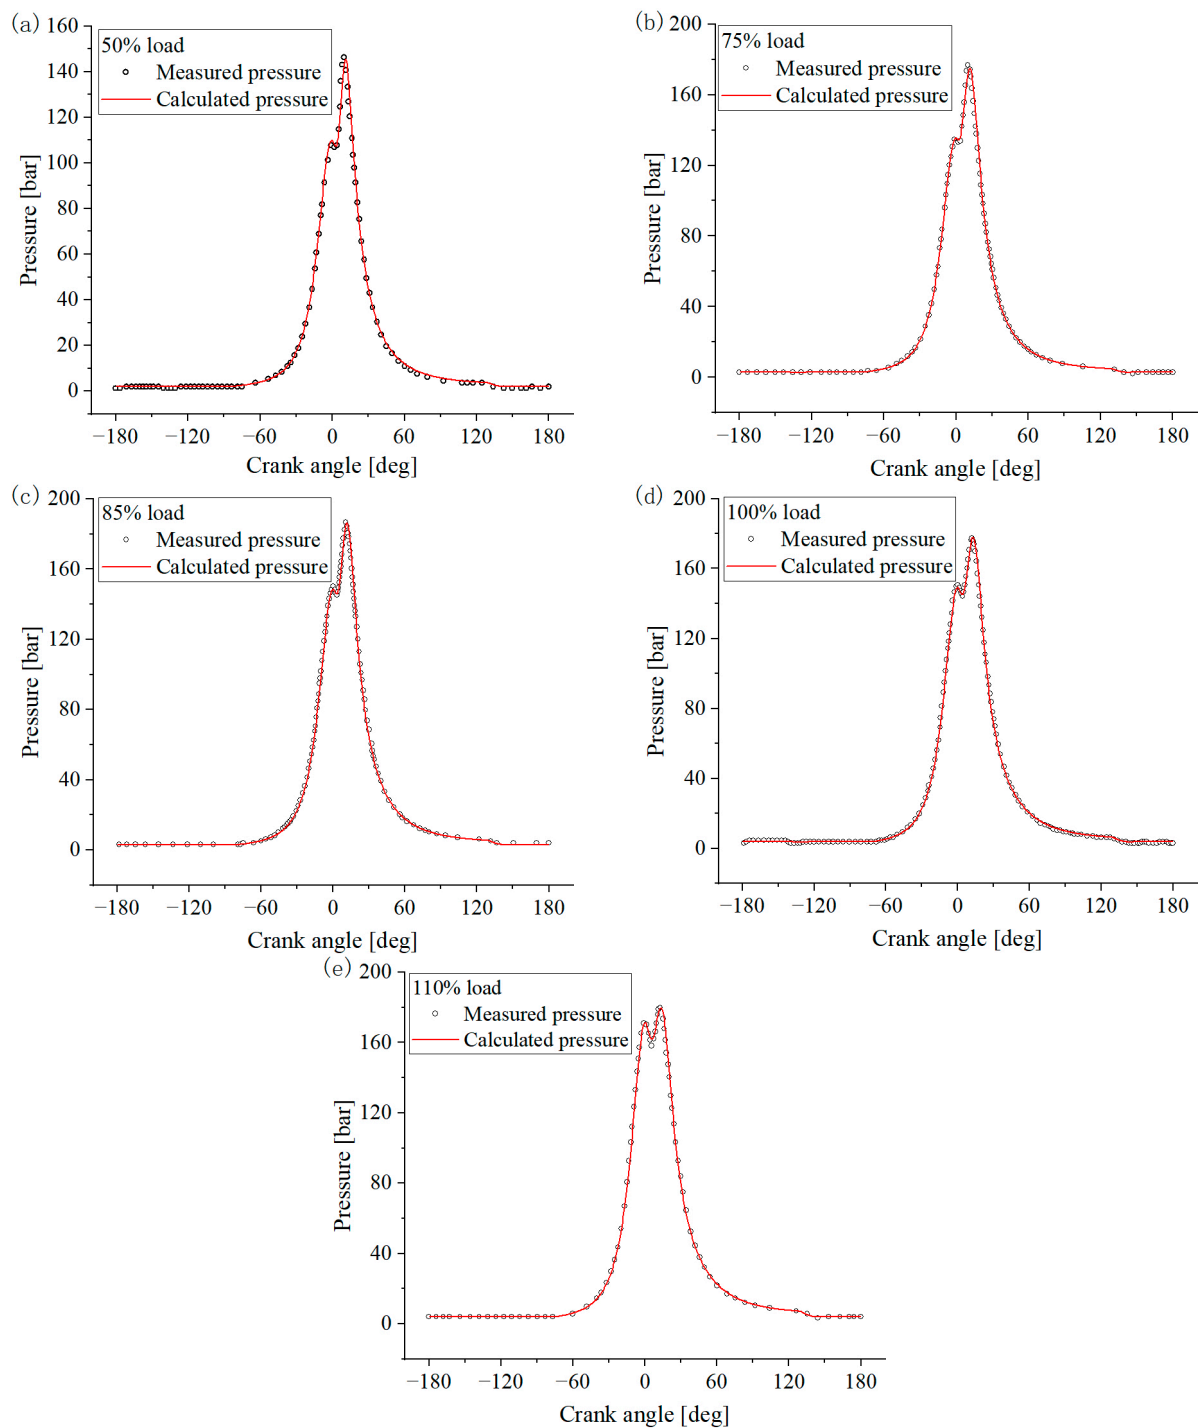 (a)
160
140
120
100
80
60
40
20
0
Pressure [bar]
50% load
Measured pressure
Calculated pressure
−180 −120 −60 0 60 120 180
Crank angle [deg]
(b)
200
160
120
80
40
0
Pressure [bar]
75% load
Measured pressure
Calculated pressure
−180 −120 −60 0 60 120 180
Crank angle [deg]
(c)
200
160
120
80
40
0
Pressure [bar]
85% load
Measured pressure
Calculated pressure
−180 −120 −60 0 60 120 180
Crank angle [deg]
(d)
200
160
120
80
40
0
Pressure [bar]
100% load
Measured pressure
Calculated pressure
−180 −120 −60 0 60 120 180
Crank angle [deg]
(e)
200
160
120
80
40
0
Pressure [bar]
110% load
Measured pressure
Calculated pressure
−180 −120 −60 0 60 120 180
Crank angle [deg]